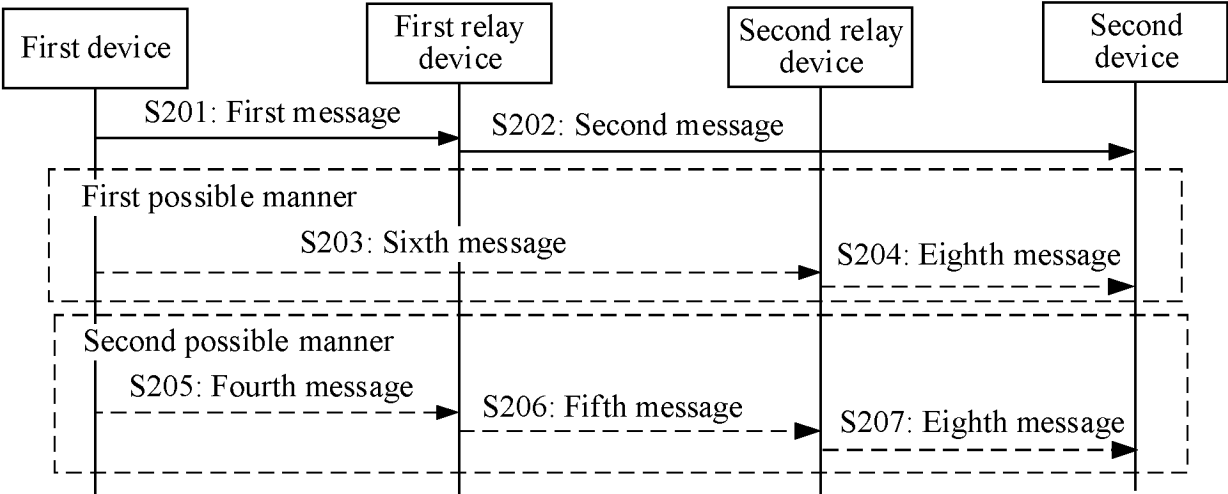 First device
First relay
device
Second relay
device
Second
device
S201: First message
S202: Second message
First possible manner
S203: Sixth message
S204: Eighth message
Second possible manner
S205: Fourth message
S206: Fifth message
S207: Eighth message